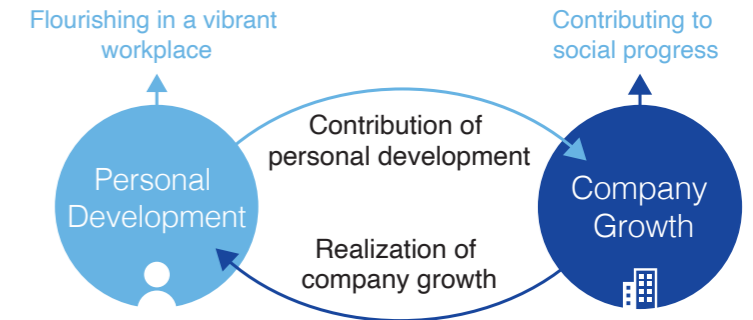 Flourishing in a vibrant
workplace
Contributing to
social progress
Contribution of
personal development
Personal
Development
Company
Growth
Realization of
company growth